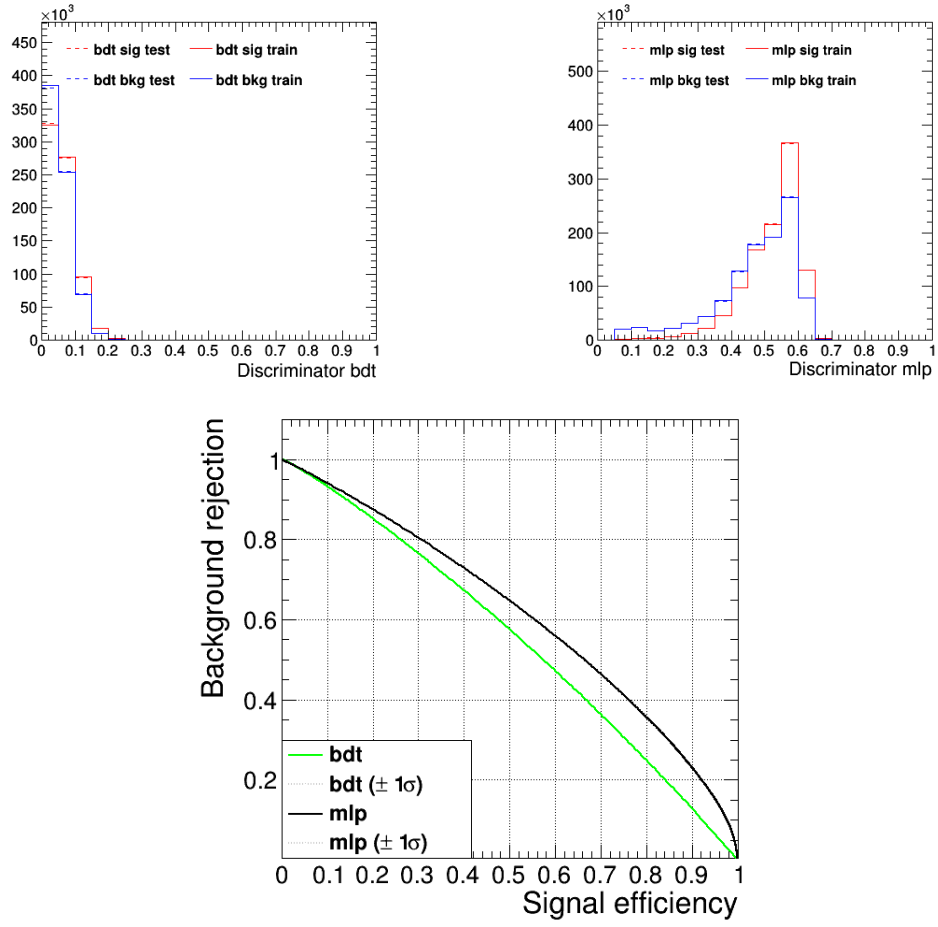 ×10³
450
400
350
300
250
200
150
100
50
0
bdt sig test
bdt sig train
bdt bkg test
bdt bkg train
0 0.1 0.2 0.3 0.4 0.5 0.6 0.7 0.8 0.9 1
Discriminator bdt
×10³
500
400
300
200
100
0
mlp sig test
mlp sig train
mlp bkg test
mlp bkg train
0 0.1 0.2 0.3 0.4 0.5 0.6 0.7 0.8 0.9 1
Discriminator mlp
Background rejection
1
0.8
0.6
0.4
0.2
bdt
bdt (± 1σ)
mlp
mlp (± 1σ)
0 0.1 0.2 0.3 0.4 0.5 0.6 0.7 0.8 0.9 1
Signal efficiency